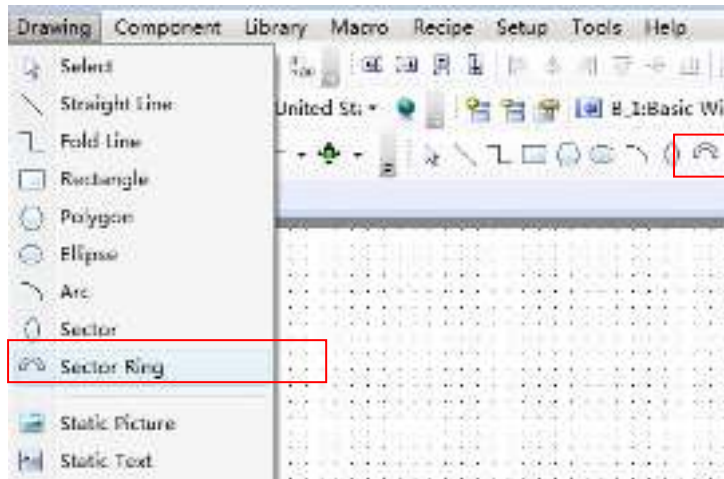 Drawing Component Library Macro Recipe Setup Tools Help
Select
Straight Line
United St:
B_1:Basic Wi
Fold Line
Rectangle
Polygon
Ellipse
Arc
Sector
Sector Ring
Static Picture
Static Text